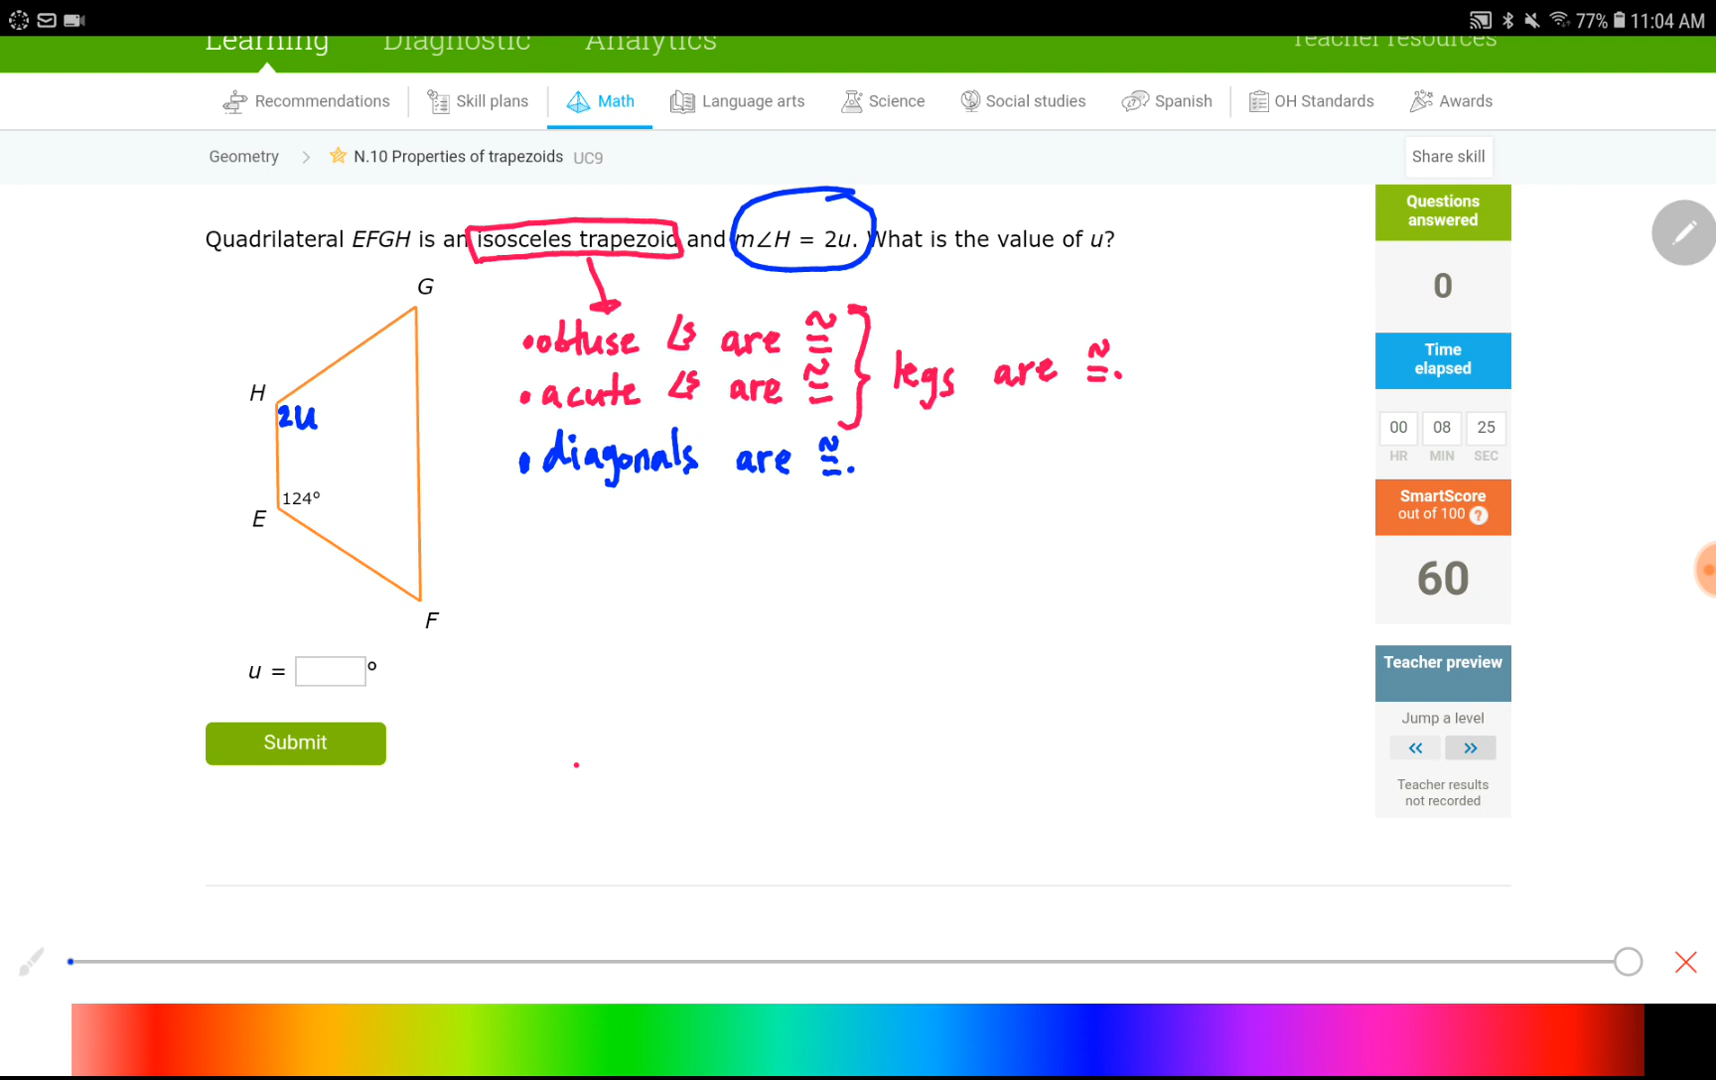 77% 11:04 AM
Learning Diagnostic Analytics Teacher resources
Recommendations Skill plans Math Language arts Science Social studies Spanish OH Standards Awards
Geometry > N.10 Properties of trapezoids UC9
Share skill
Quadrilateral EFGH is an isosceles trapezoid and m∠H = 2u. What is the value of u?
G
H
2u
124°
E
F
• obtuse ∠s are ≅
• acute ∠s are ≅
} legs are ≅.
• diagonals are ≅.
u = °
Submit
Questions
answered
0
Time
elapsed
00 08 25
HR MIN SEC
SmartScore
out of 100 ?
60
Teacher preview
Jump a level
« »
Teacher results
not recorded